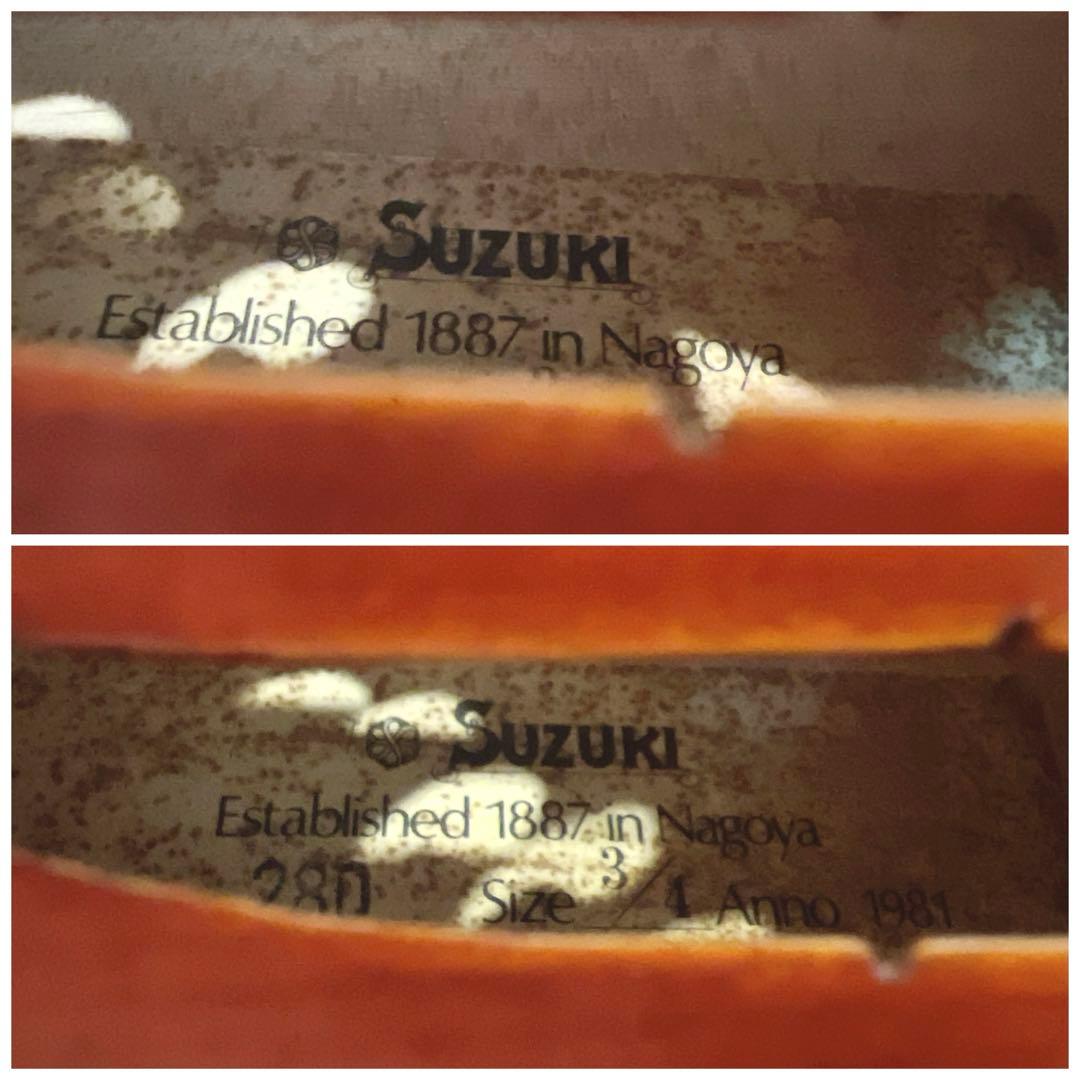 SUZUKI
Established 1887 in Nagoya
SUZUKI
Established 1887 in Nagoya
280 Size 3/4 Anno 1981